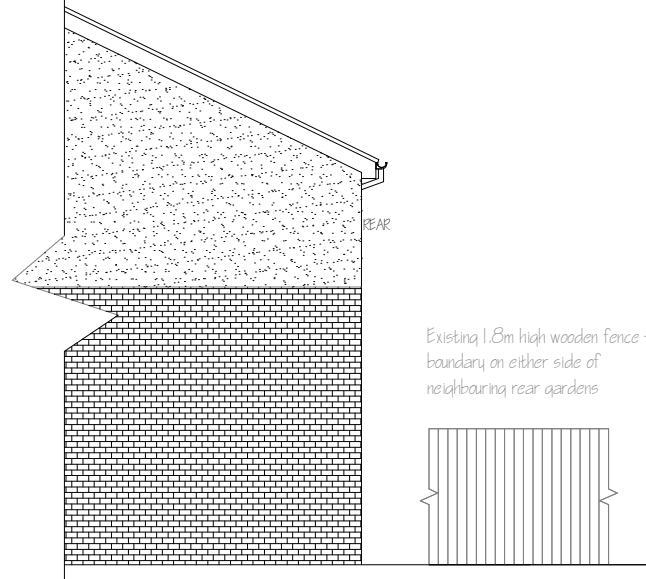 REAR
Existing 1.8m high wooden fence -
boundary on either side of
neighbouring rear gardens